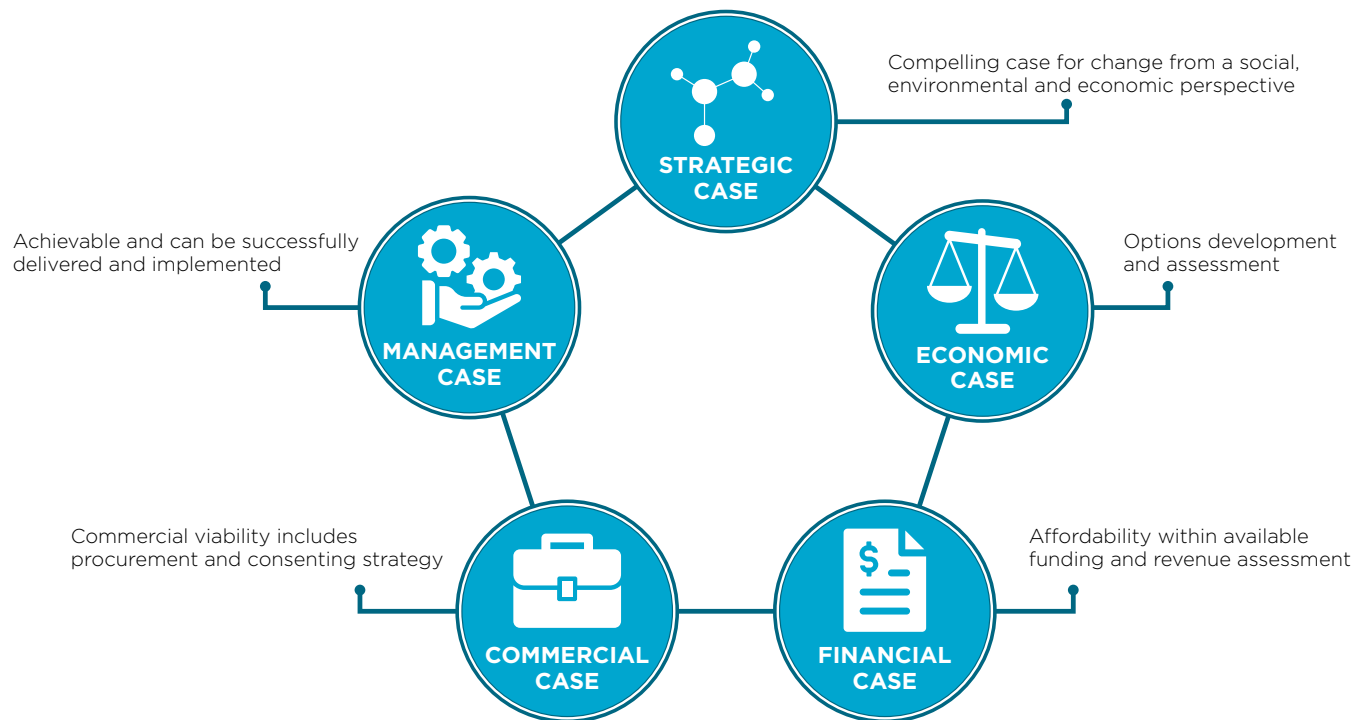 Compelling case for change from a social,
environmental and economic perspective
STRATEGIC
CASE
Achievable and can be successfully
delivered and implemented
MANAGEMENT
CASE
Options development
and assessment
ECONOMIC
CASE
Commercial viability includes
procurement and consenting strategy
COMMERCIAL
CASE
Affordability within available
funding and revenue assessment
$
FINANCIAL
CASE